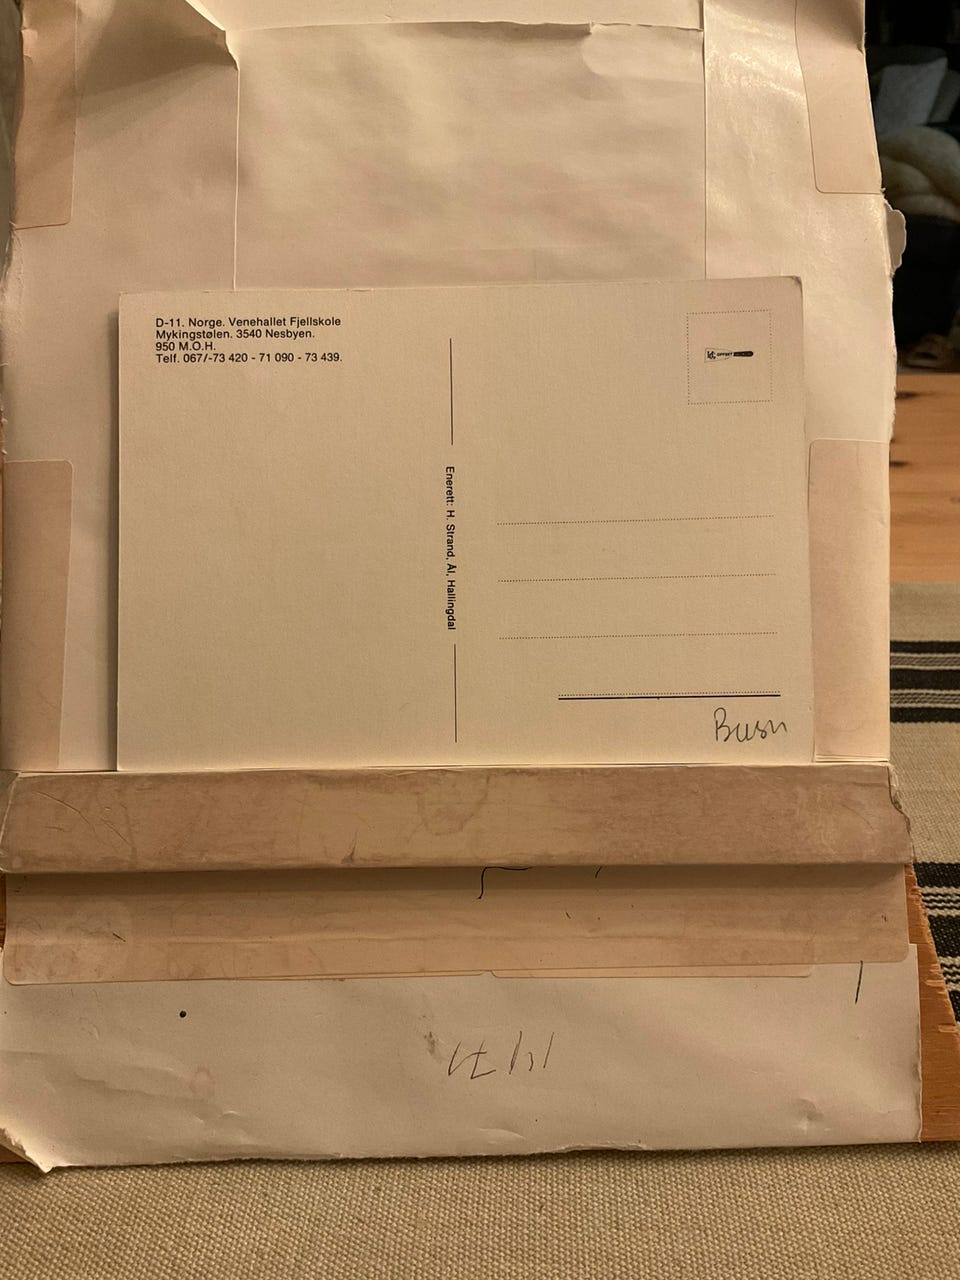 D-11. Norge. Venehallet Fjellskole
Mykingstølen. 3540 Nesbyen.
950 M.O.H.
Telf. 067/-73 420 - 71 090 - 73 439.
Enerett: H. Strand, Ål, Hallingdal
OFFSET